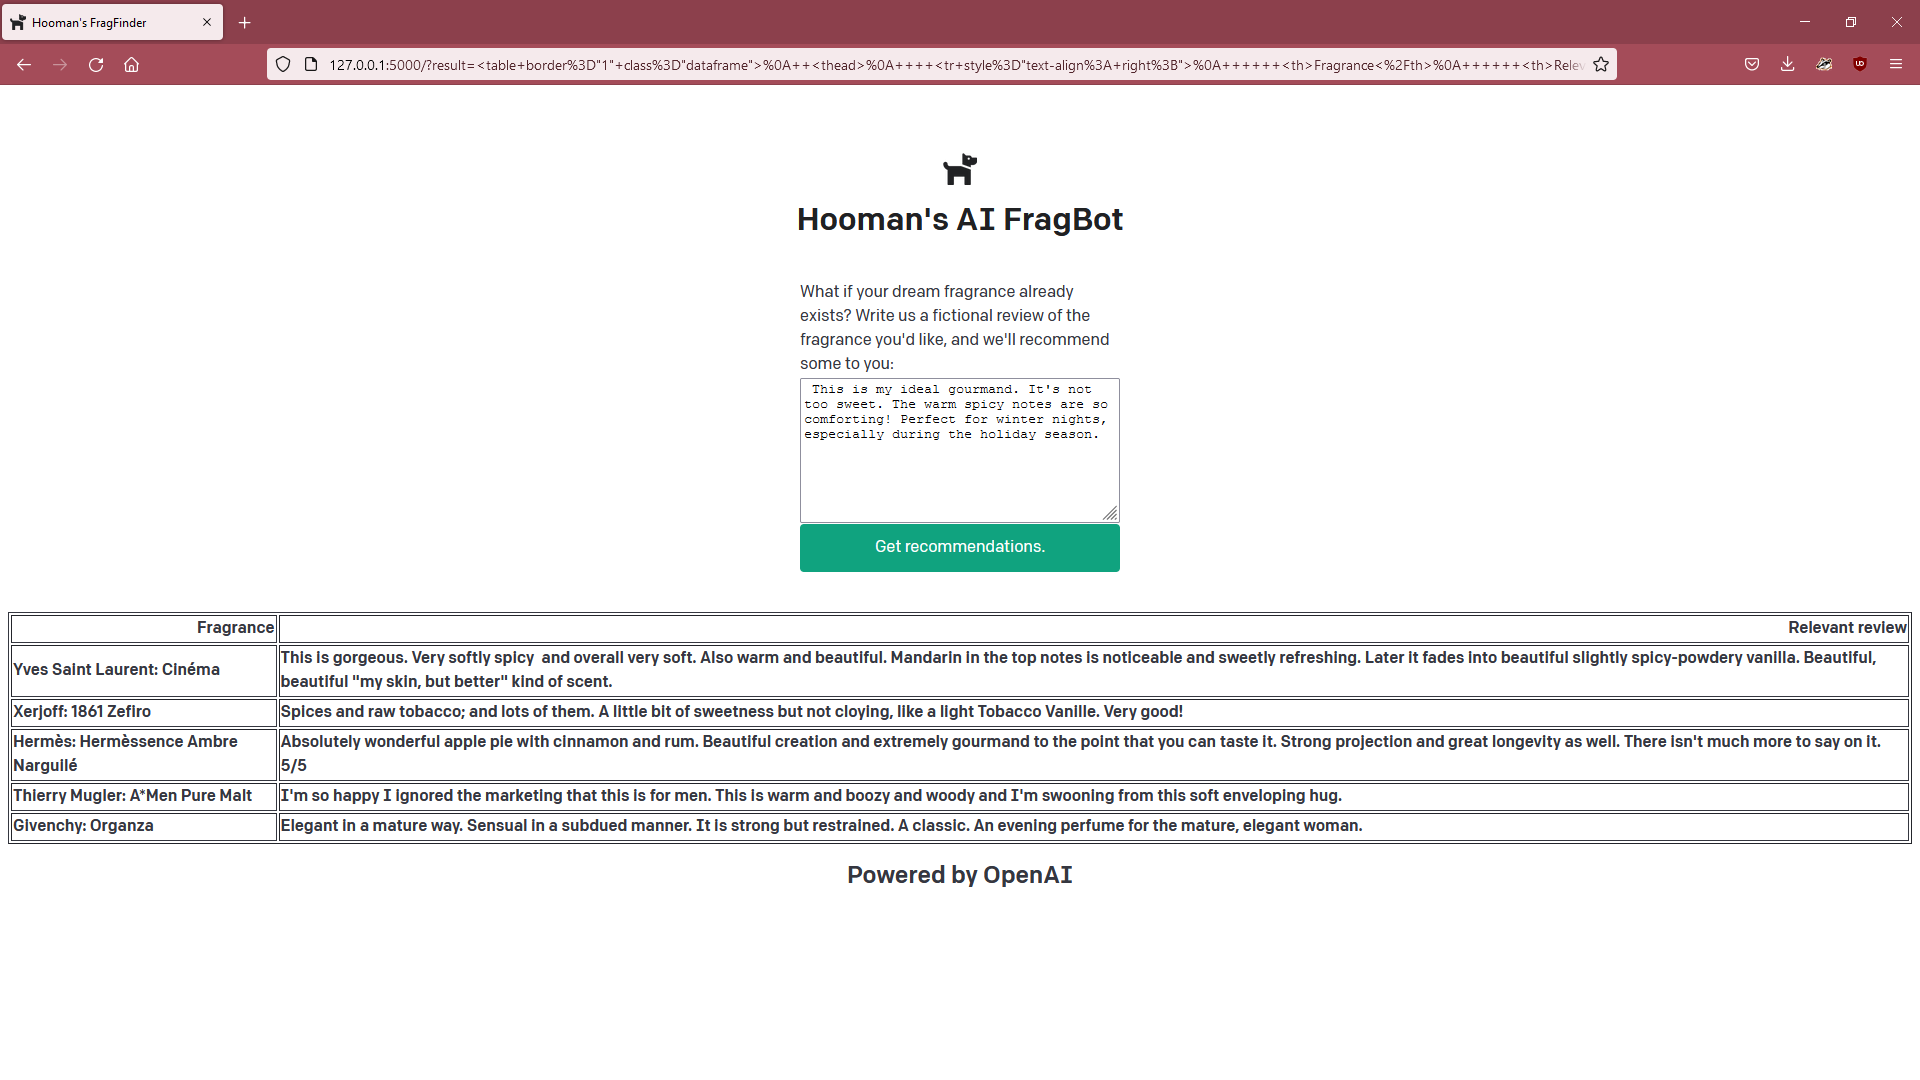 Hooman's FragFinder
127.0.0.1:5000/?result=<table+border%3D"1"+class%3D"dataframe">%0A++<thead>%0A++++<tr+style%3D"text-align%3A+right%3B">%0A++++++<th>Fragrance<%2Fth>%0A++++++<th>Relev
Hooman's AI FragBot
What if your dream fragrance already
exists? Write us a fictional review of the
fragrance you'd like, and we'll recommend
some to you:
This is my ideal gourmand. It's not
too sweet. The warm spicy notes are so
comforting! Perfect for winter nights,
especially during the holiday season.
Get recommendations.
Fragrance Relevant review
Yves Saint Laurent: Cinéma
This is gorgeous. Very softly spicy  and overall very soft. Also warm and beautiful. Mandarin in the top notes is noticeable and sweetly refreshing. Later it fades into beautiful slightly spicy-powdery vanilla. Beautiful,
beautiful "my skin, but better" kind of scent.
Xerjoff: 1861 Zefiro
Spices and raw tobacco; and lots of them. A little bit of sweetness but not cloying, like a light Tobacco Vanille. Very good!
Hermès: Hermèssence Ambre
Narguilé
Absolutely wonderful apple pie with cinnamon and rum. Beautiful creation and extremely gourmand to the point that you can taste it. Strong projection and great longevity as well. There isn't much more to say on it.
5/5
Thierry Mugler: A*Men Pure Malt
I'm so happy I ignored the marketing that this is for men. This is warm and boozy and woody and I'm swooning from this soft enveloping hug.
Givenchy: Organza
Elegant in a mature way. Sensual in a subdued manner. It is strong but restrained. A classic. An evening perfume for the mature, elegant woman.
Powered by OpenAI